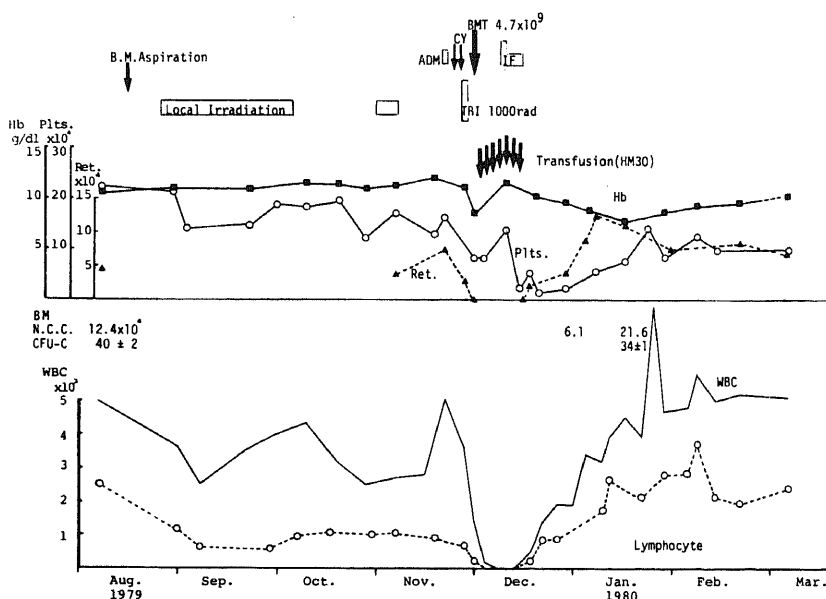 BMT 4.7x10⁹
CY
ADM
IF
B.M.Aspiration
Local Irradiation
TRI 1000rad
Hb Plts.
g/dl x10⁴
Ret.
x10⁴
Transfusion(HM30)
15 30
10 20
5 10
15
10
5
Hb
Plts.
Ret.
BM
N.C.C. 12.4x10⁴ 6.1 21.6
CFU-C 40 ± 2 34±1
WBC
x10³
WBC
5
4
3
2
1
Lymphocyte
Aug. Sep. Oct. Nov. Dec. Jan. Feb. Mar.
1979 1980